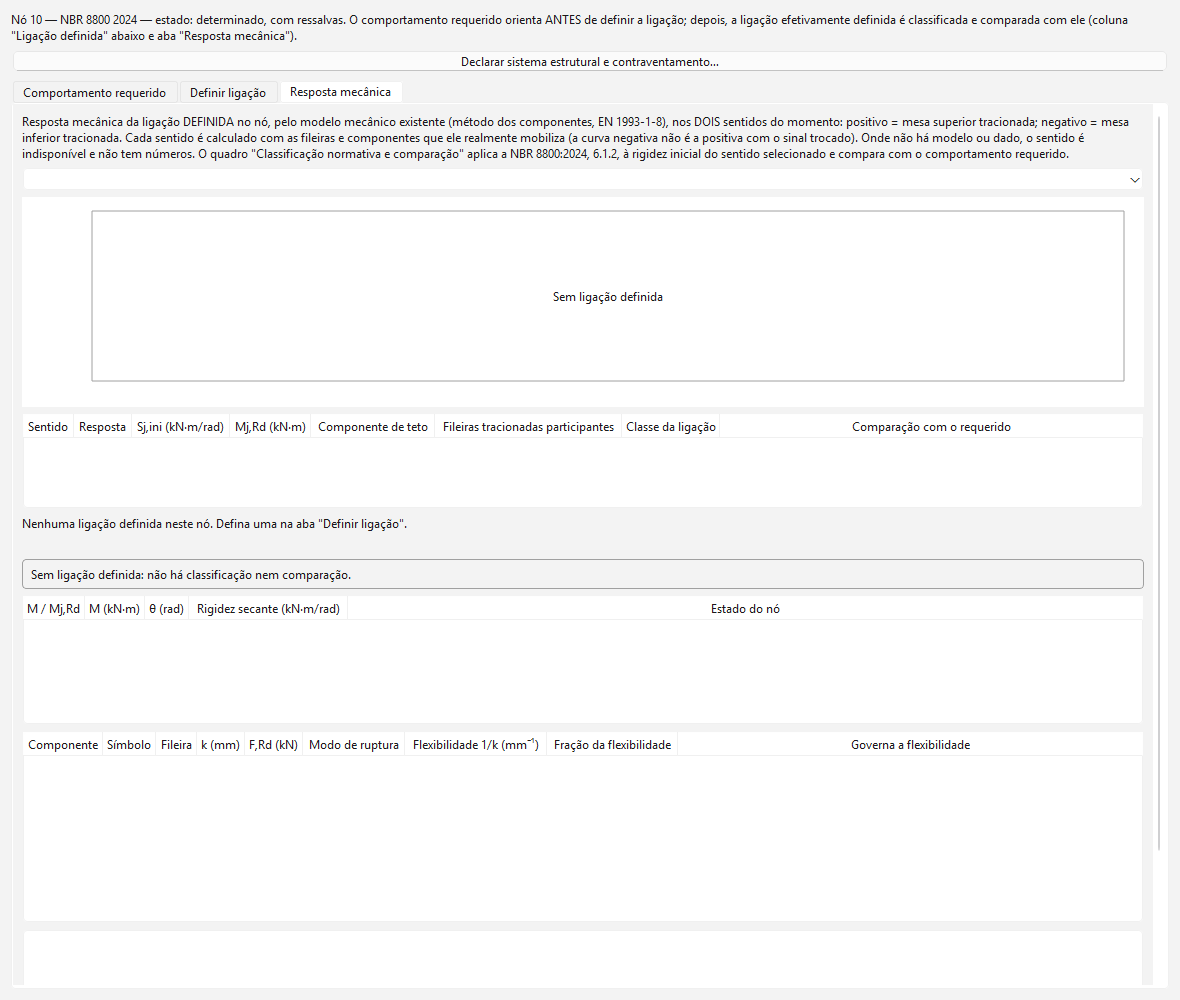 Nó 10 — NBR 8800 2024 — estado: determinado, com ressalvas. O comportamento requerido orienta ANTES de definir a ligação; depois, a ligação efetivamente definida é classificada e comparada com ele (coluna
"Ligação definida" abaixo e aba "Resposta mecânica").
Declarar sistema estrutural e contraventamento...
Comportamento requerido Definir ligação Resposta mecânica
Resposta mecânica da ligação DEFINIDA no nó, pelo modelo mecânico existente (método dos componentes, EN 1993-1-8), nos DOIS sentidos do momento: positivo = mesa superior tracionada; negativo = mesa
inferior tracionada. Cada sentido é calculado com as fileiras e componentes que ele realmente mobiliza (a curva negativa não é a positiva com o sinal trocado). Onde não há modelo ou dado, o sentido é
indisponível e não tem números. O quadro "Classificação normativa e comparação" aplica a NBR 8800:2024, 6.1.2, à rigidez inicial do sentido selecionado e compara com o comportamento requerido.
Sem ligação definida
Sentido Resposta Sj,ini (kN·m/rad) Mj,Rd (kN·m) Componente de teto Fileiras tracionadas participantes Classe da ligação Comparação com o requerido
Nenhuma ligação definida neste nó. Defina uma na aba "Definir ligação".
Sem ligação definida: não há classificação nem comparação.
M / Mj,Rd M (kN·m) θ (rad) Rigidez secante (kN·m/rad) Estado do nó
Componente Símbolo Fileira k (mm) F,Rd (kN) Modo de ruptura Flexibilidade 1/k (mm⁻¹) Fração da flexibilidade Governa a flexibilidade